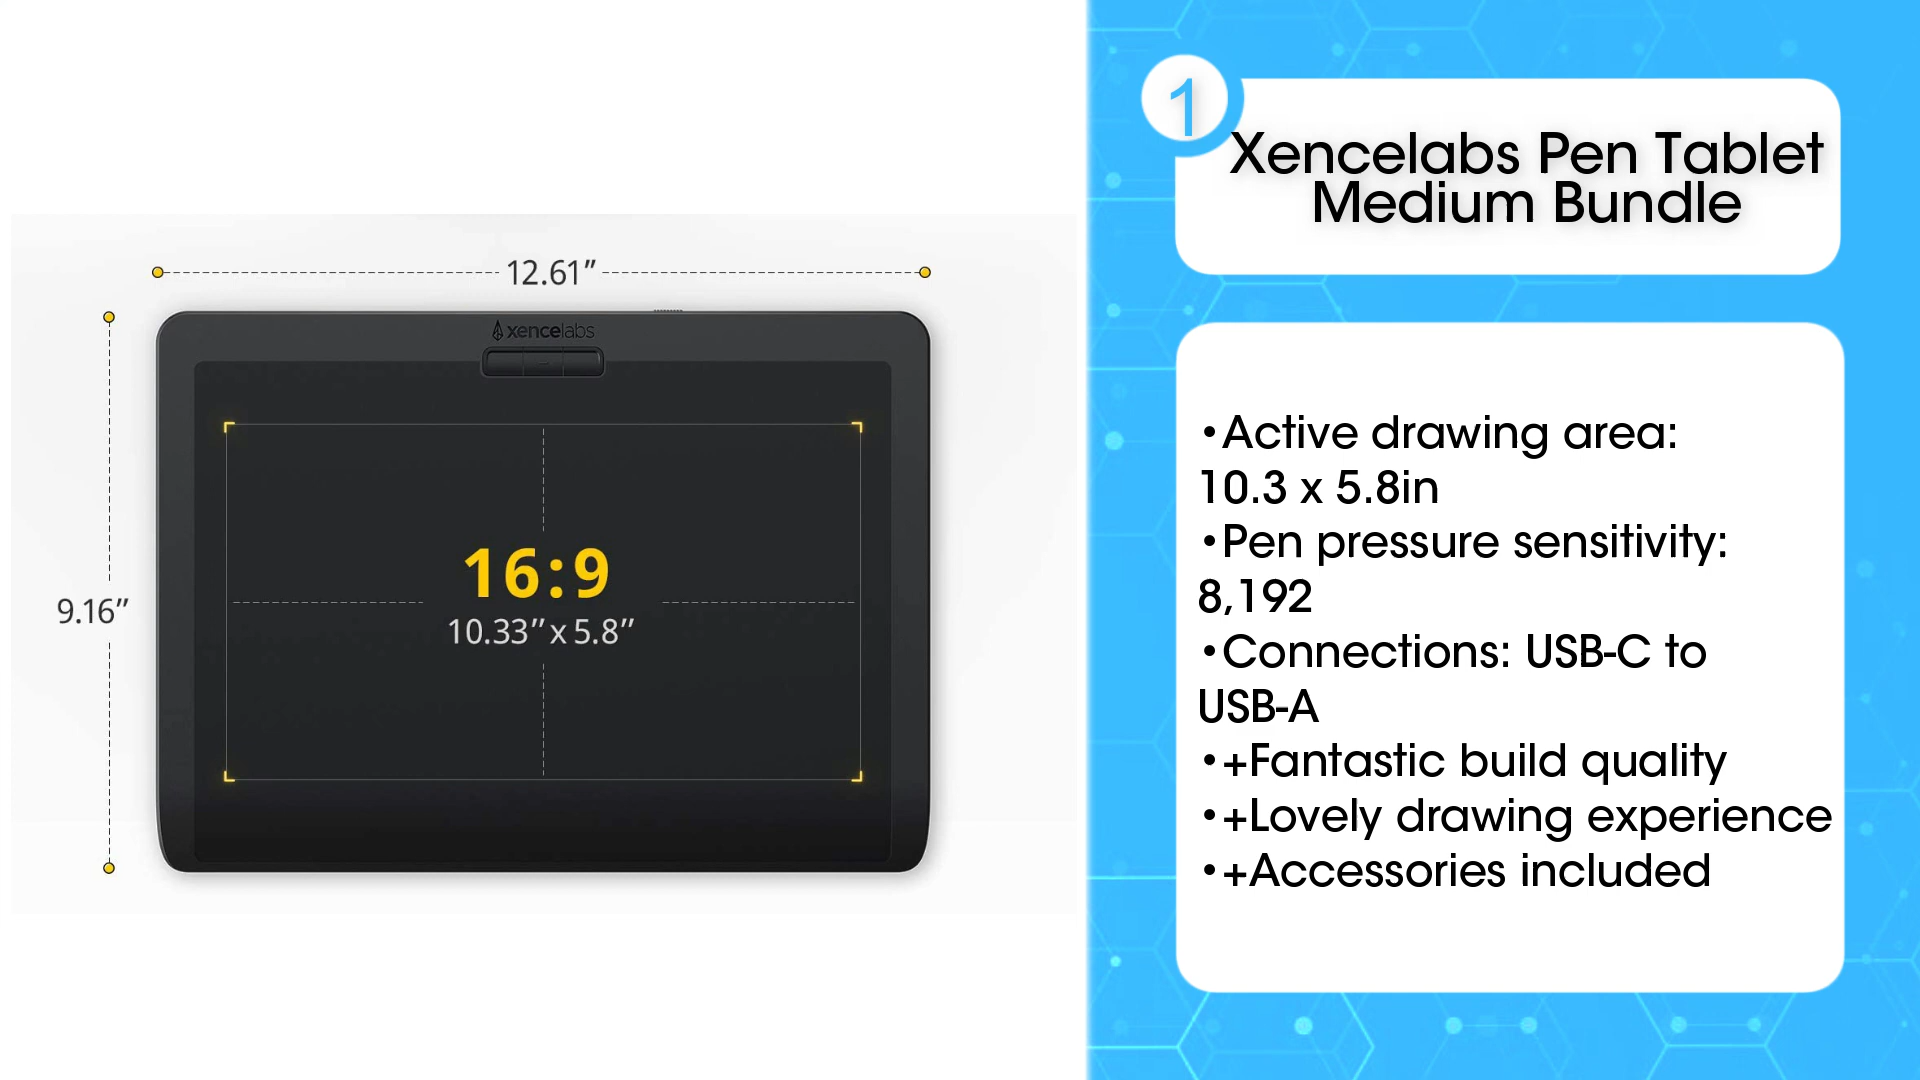 12.61”
xencelabs
9.16”
16:9
10.33” x 5.8”
1
Xencelabs Pen Tablet
Medium Bundle
•Active drawing area:
10.3 x 5.8in
•Pen pressure sensitivity:
8,192
•Connections: USB-C to
USB-A
•+Fantastic build quality
•+Lovely drawing experience
•+Accessories included